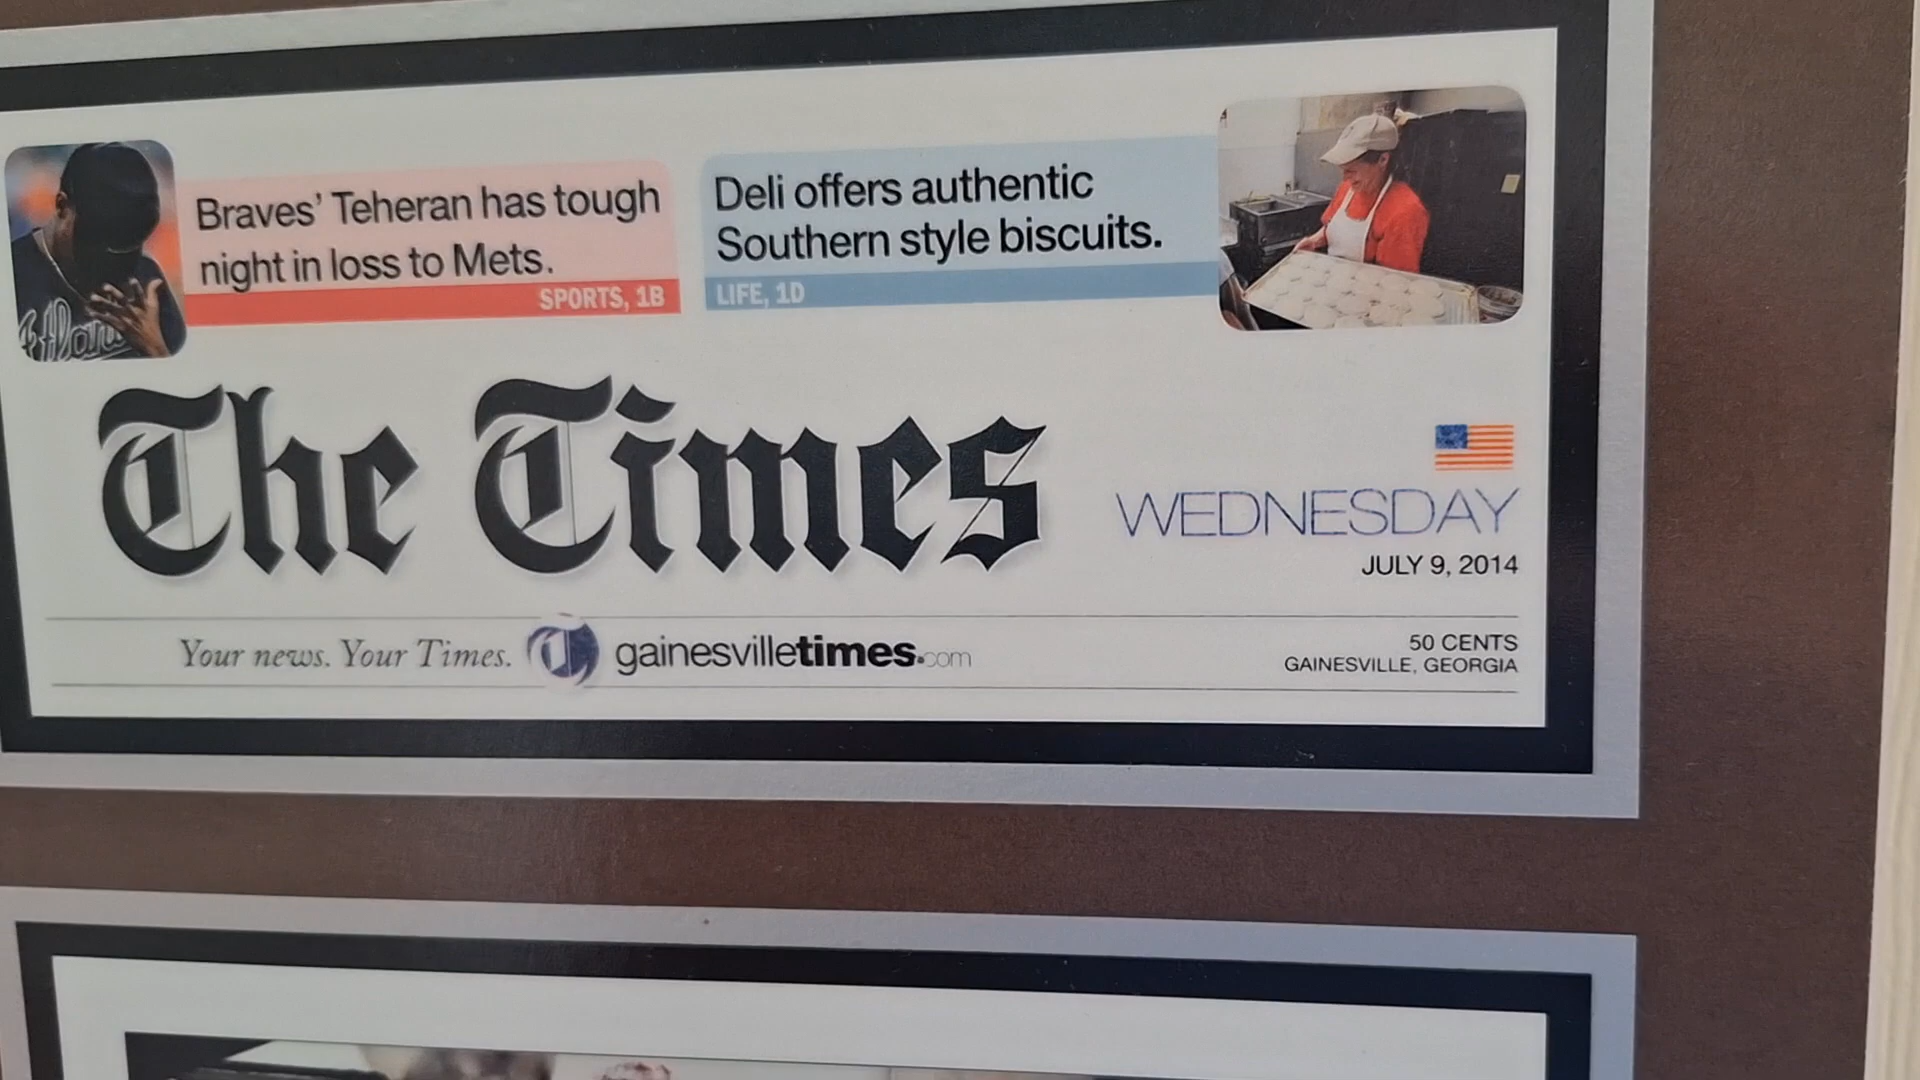 Braves' Teheran has tough
night in loss to Mets.
SPORTS, 1B
Deli offers authentic
Southern style biscuits.
LIFE, 1D
The Times
WEDNESDAY
JULY 9, 2014
Your news. Your Times.
gainesvilletimes.com
50 CENTS
GAINESVILLE, GEORGIA